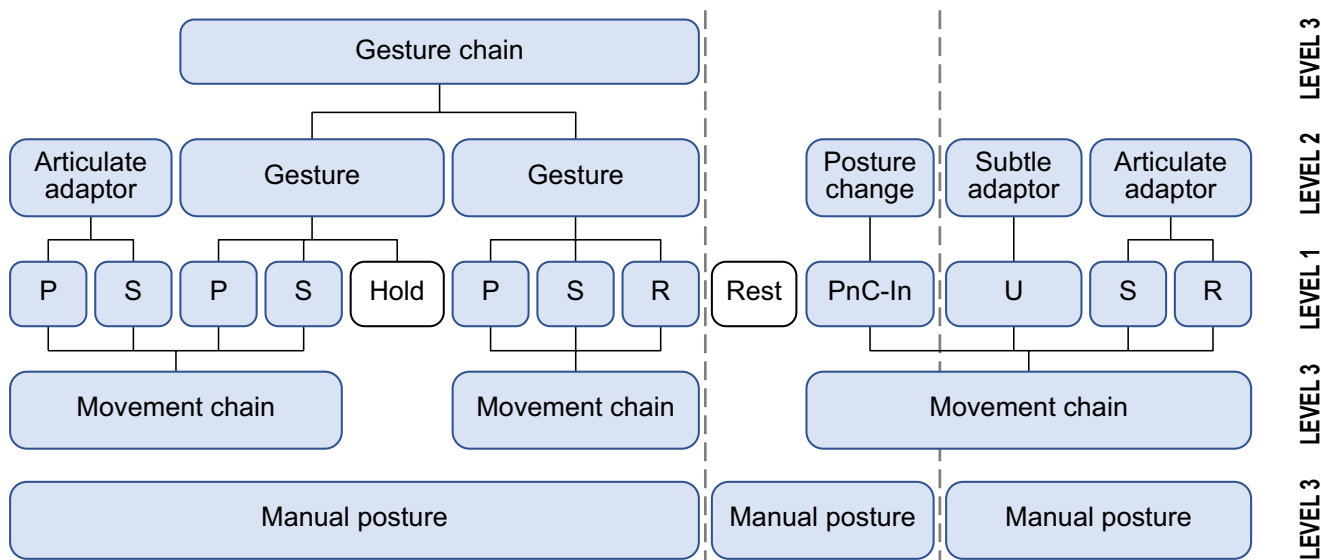 Gesture chain
LEVEL 3
Articulate
adaptor
Gesture
Gesture
Posture
change
Subtle
adaptor
Articulate
adaptor
LEVEL 2
P
S
P
S
Hold
P
S
R
Rest
PnC-In
U
S
R
LEVEL 1
Movement chain
Movement chain
Movement chain
LEVEL 3
Manual posture
Manual posture
Manual posture
LEVEL 3